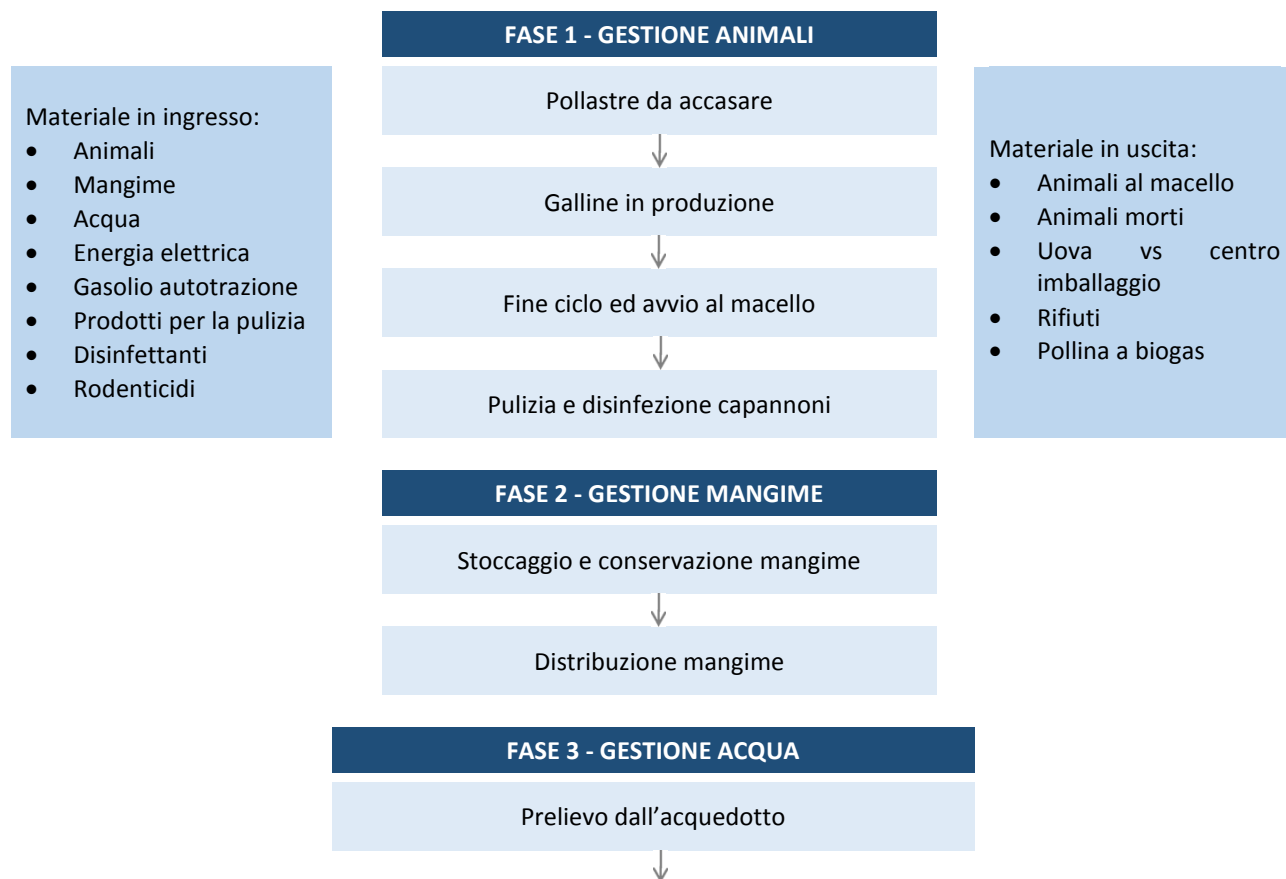 FASE 1 - GESTIONE ANIMALI
Materiale in ingresso:
• Animali
• Mangime
• Acqua
• Energia elettrica
• Gasolio autotrazione
• Prodotti per la pulizia
• Disinfettanti
• Rodenticidi
Pollastre da accasare
Galline in produzione
Fine ciclo ed avvio al macello
Pulizia e disinfezione capannoni
Materiale in uscita:
• Animali al macello
• Animali morti
• Uova vs centro
imballaggio
• Rifiuti
• Pollina a biogas
FASE 2 - GESTIONE MANGIME
Stoccaggio e conservazione mangime
Distribuzione mangime
FASE 3 - GESTIONE ACQUA
Prelievo dall’acquedotto